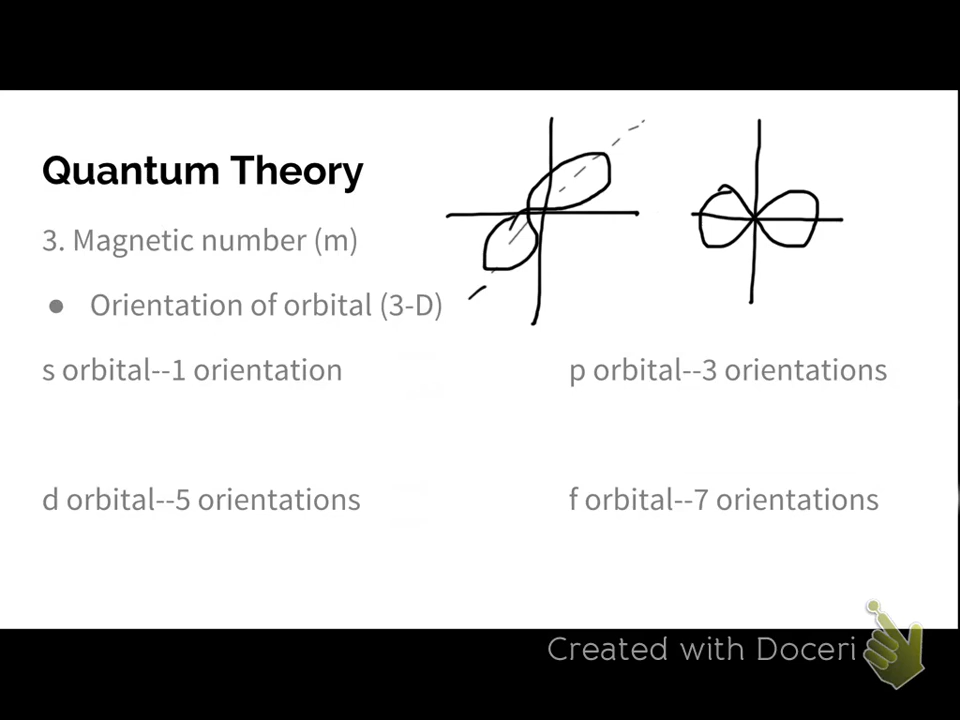 Quantum Theory
3. Magnetic number (m)
● Orientation of orbital (3-D)
s orbital--1 orientation
p orbital--3 orientations
d orbital--5 orientations
f orbital--7 orientations
Created with Doceri